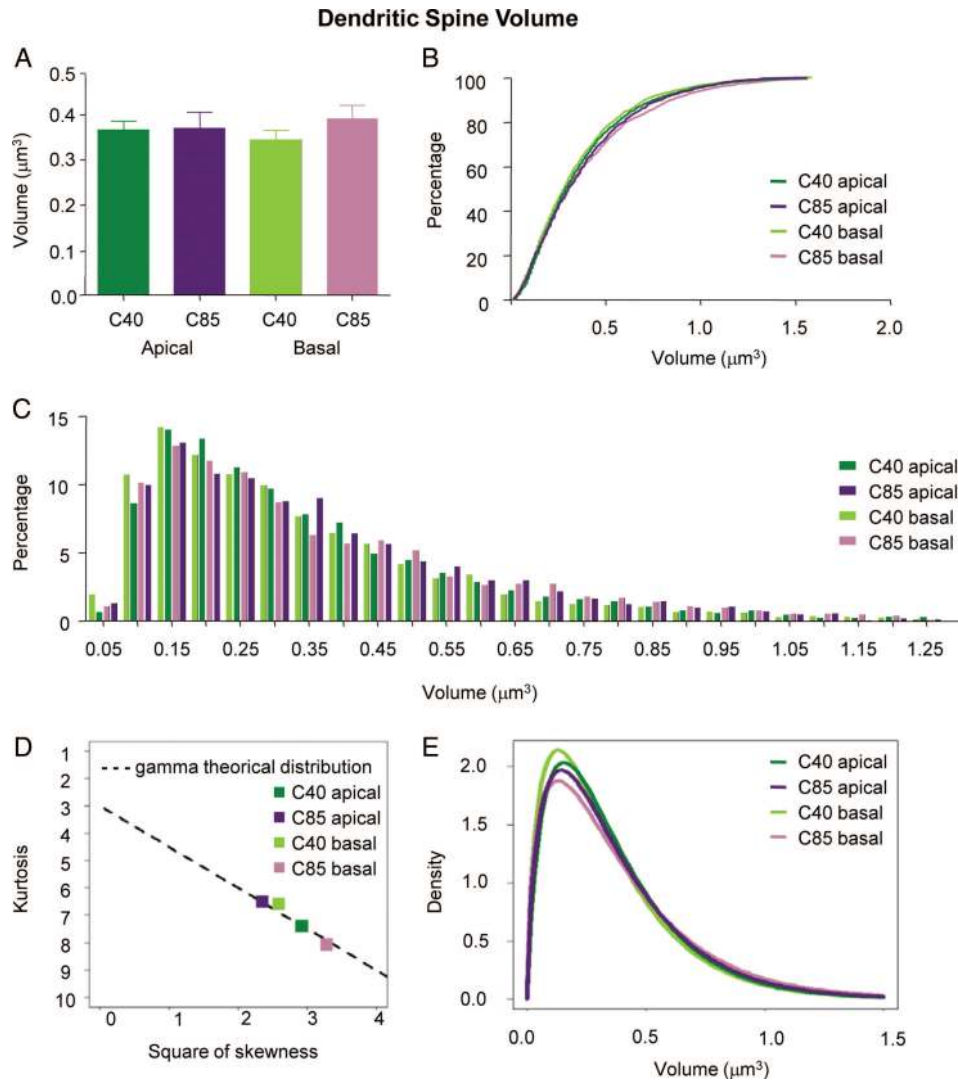 Dendritic Spine Volume
A
Volume (μm³)
0.5
0.4
0.3
0.4
0.1
0.0
C40
C85
C40
C85
Apical
Basal
B
Percentage
100
80
60
40
20
0
0.5
1.0
1.5
2.0
Volume (μm³)
C40 apical
C85 apical
C40 basal
C85 basal
C
Percentage
15
10
5
0
0.05
0.15
0.25
0.35
0.45
0.55
0.65
0.75
0.85
0.95
1.05
1.15
1.25
Volume (μm³)
C40 apical
C85 apical
C40 basal
C85 basal
D
Kurtosis
1
2
3
4
5
6
7
8
9
10
gamma theorical distribution
C40 apical
C85 apical
C40 basal
C85 basal
0
1
2
3
4
Square of skewness
E
Density
2.0
1.5
1.0
0.5
0.0
C40 apical
C85 apical
C40 basal
C85 basal
0.0
0.5
1.0
1.5
Volume (μm³)